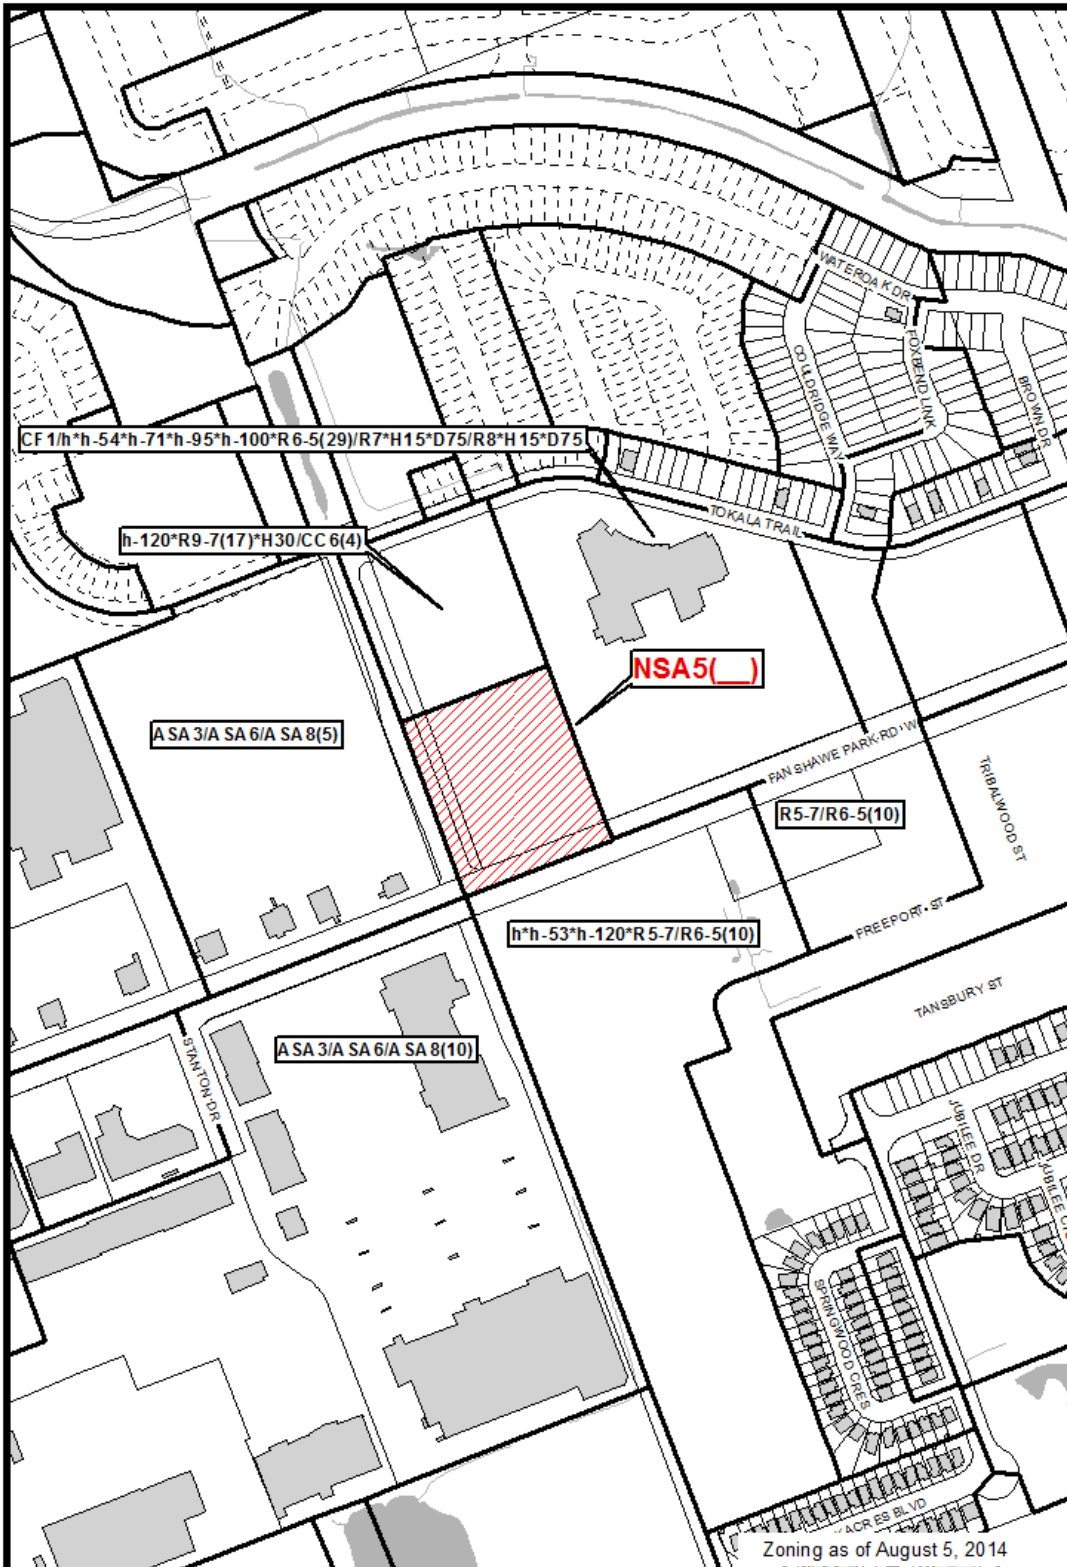 WATEROAK DR
FOXBEND LINK
COULDRIDGE WAY
BROWN DR
CF1/h*h-54*h-71*h-95*h-100*R6-5(29)/R7*H15*D75/R8*H15*D75
TOKALA TRAIL
h-120*R9-7(17)*H30/CC6(4)
NSA5(__)
ASA3/ASA6/ASA8(5)
FANSHAWE PARK RD W
TRIBALWOOD ST
R5-7/R6-5(10)
FREEPORT ST
h*h-53*h-120*R5-7/R6-5(10)
TANSBURY ST
STANTON DR
ASA3/ASA6/ASA8(10)
JUBILEE DR
JUBILEE
SPRINGWOOD CRES
ACRES BLVD
Zoning as of August 5, 2014